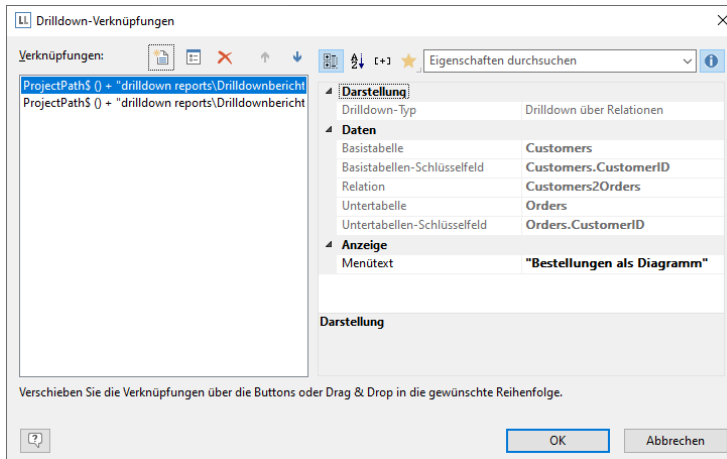 LL Drilldown-Verknüpfungen
Verknüpfungen:
Eigenschaften durchsuchen
ProjectPath$ () + "drilldown reports\Drilldownbericht
ProjectPath$ () + "drilldown reports\Drilldownbericht
Darstellung
Drilldown-Typ Drilldown über Relationen
Daten
Basistabelle Customers
Basistabellen-Schlüsselfeld Customers.CustomerID
Relation Customers2Orders
Untertabelle Orders
Untertabellen-Schlüsselfeld Orders.CustomerID
Anzeige
Menütext "Bestellungen als Diagramm"
Darstellung
Verschieben Sie die Verknüpfungen über die Buttons oder Drag & Drop in die gewünschte Reihenfolge.
OK Abbrechen